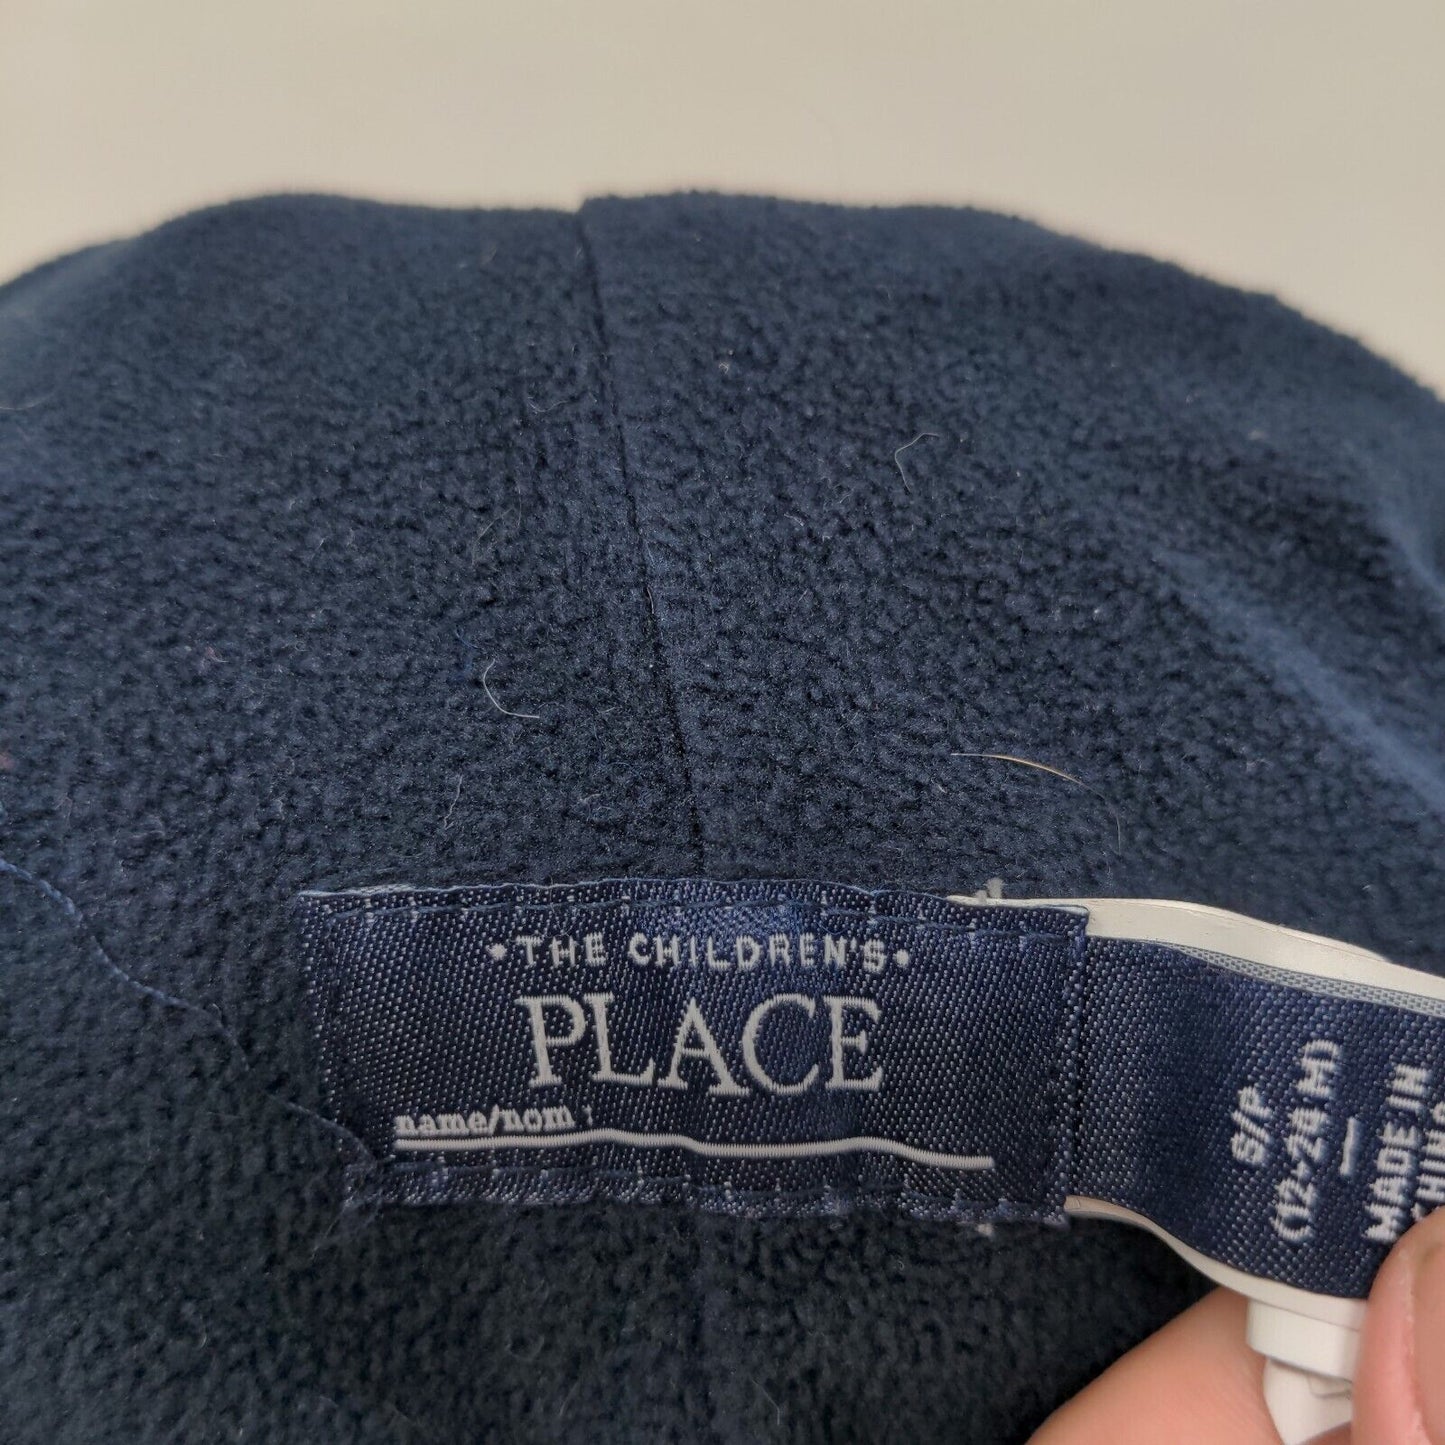 •THE CHILDREN'S•
PLACE
name/nom :
S/P
(12-24 M)
MADE IN